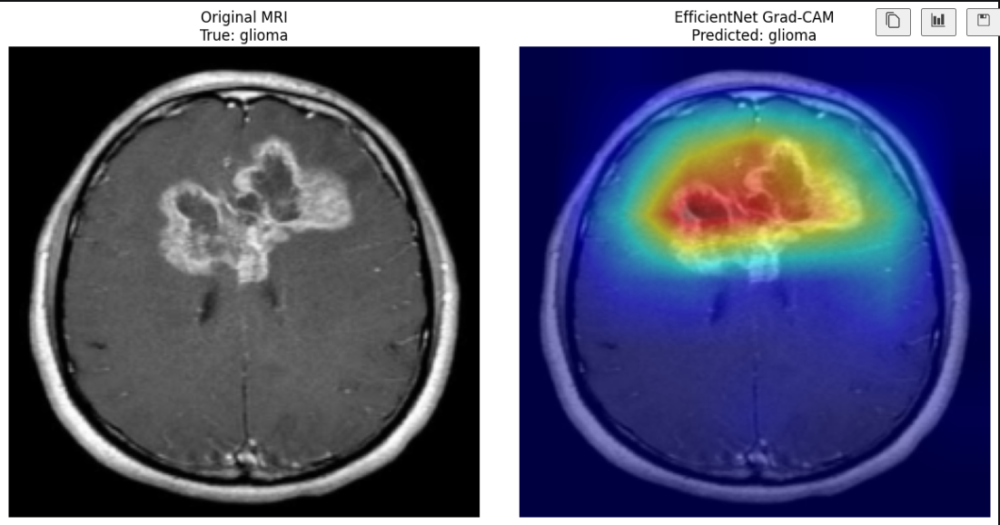 Original MRI
True: glioma
EfficientNet Grad-CAM
Predicted: glioma